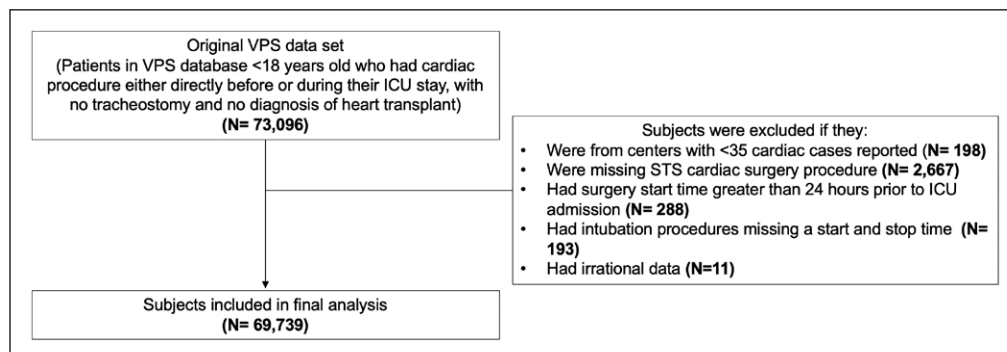 Original VPS data set
(Patients in VPS database <18 years old who had cardiac
procedure either directly before or during their ICU stay, with
no tracheostomy and no diagnosis of heart transplant)
(N= 73,096)
Subjects were excluded if they:
• Were from centers with <35 cardiac cases reported (N= 198)
• Were missing STS cardiac surgery procedure (N= 2,667)
• Had surgery start time greater than 24 hours prior to ICU
admission (N= 288)
• Had intubation procedures missing a start and stop time (N=
193)
• Had irrational data (N=11)
Subjects included in final analysis
(N= 69,739)